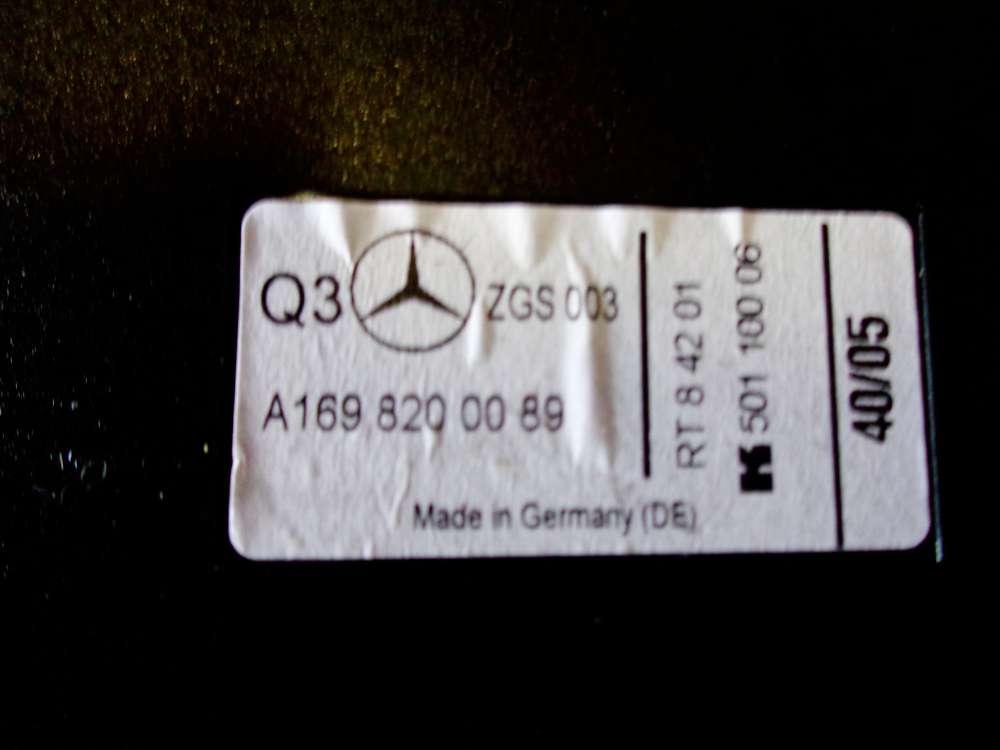 Q3 ZGS 003
A169 820 00 89
Made in Germany (DE)
RT 8 42 01
K 501 100 06
40/05